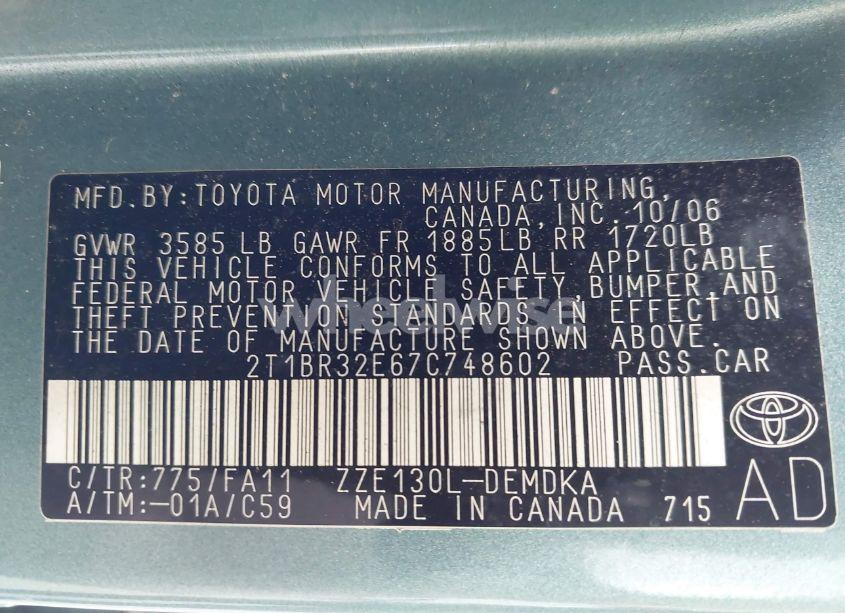 MFD.BY:TOYOTA MOTOR MANUFACTURING,
CANADA,INC. 10/06
GVWR 3585 LB GAWR FR 1885LB RR 1720LB
THIS VEHICLE CONFORMS TO ALL APPLICABLE
FEDERAL MOTOR VEHICLE SAFETY,BUMPER,AND
THEFT PREVENTION STANDARDS IN EFFECT ON
THE DATE OF MANUFACTURE SHOWN ABOVE.
wheelwise
2T1BR32E67C748602 PASS.CAR
C/TR:775/FA11 ZZE130L-DEMDKA
A/TM:-01A/C59 MADE IN CANADA 715
AD